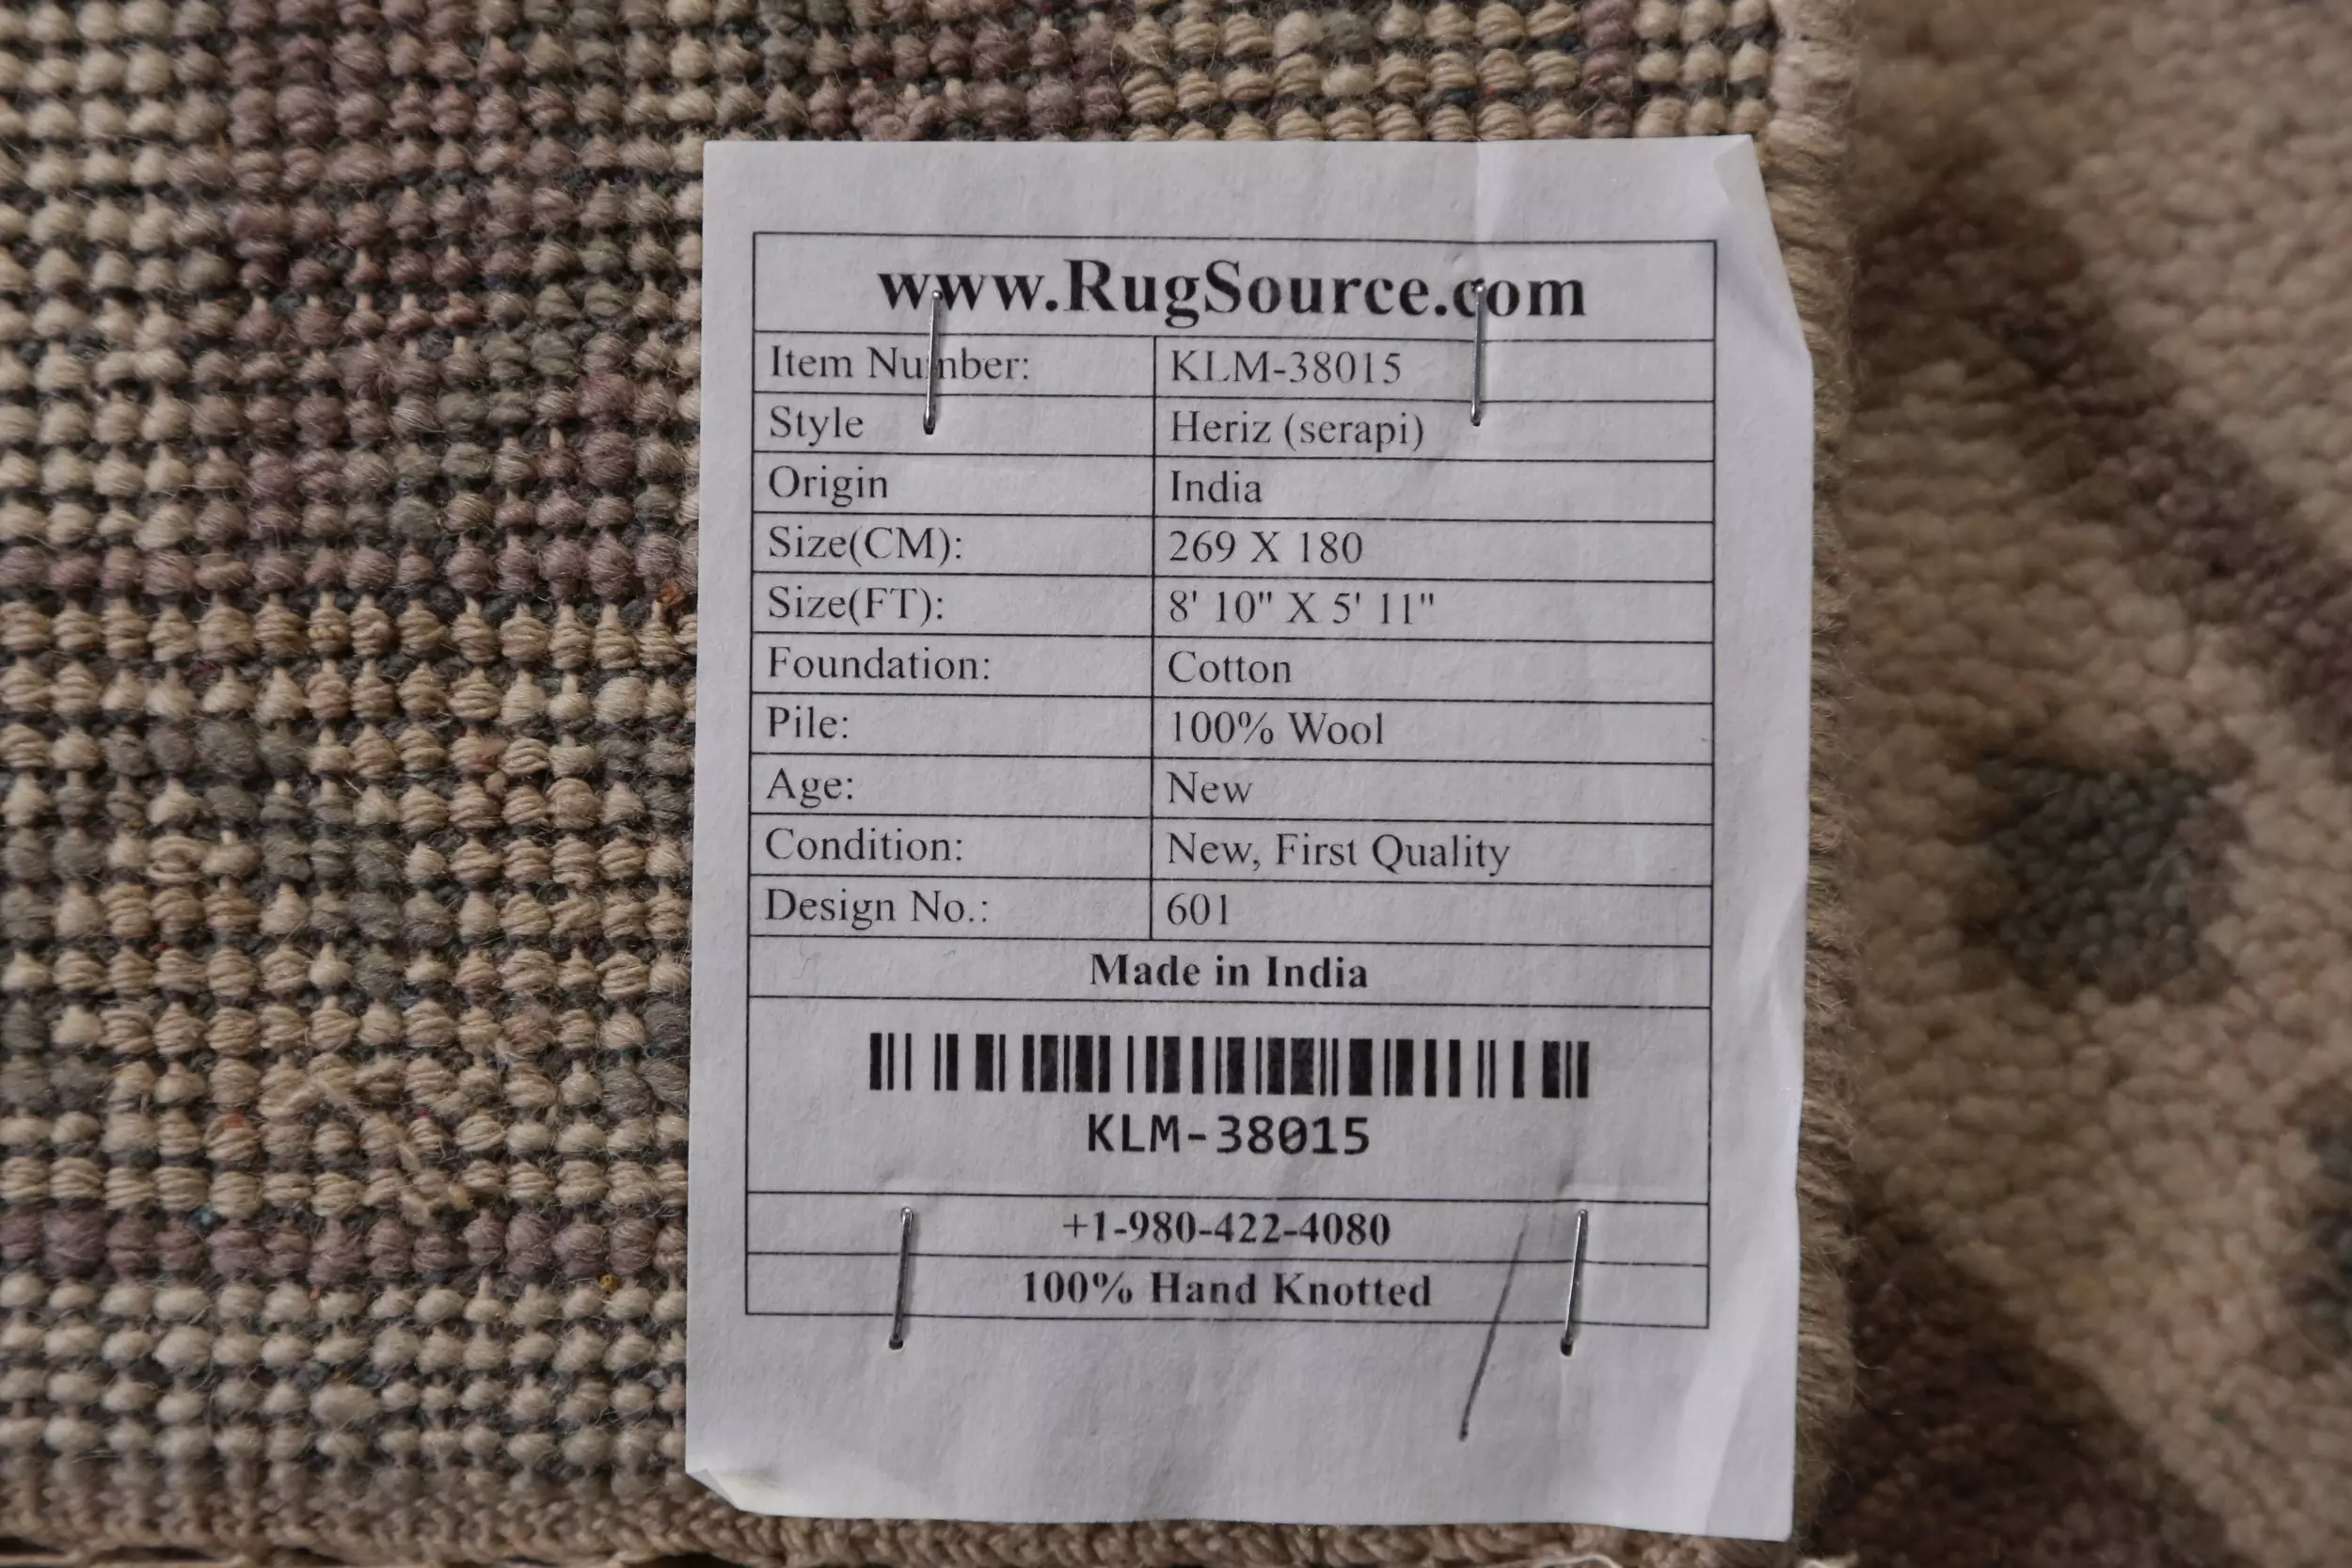 www.RugSource.com
Item Number: KLM-38015
Style Heriz (serapi)
Origin India
Size(CM): 269 X 180
Size(FT): 8' 10" X 5' 11"
Foundation: Cotton
Pile: 100% Wool
Age: New
Condition: New, First Quality
Design No.: 601
Made in India
KLM-38015
+1-980-422-4080
100% Hand Knotted